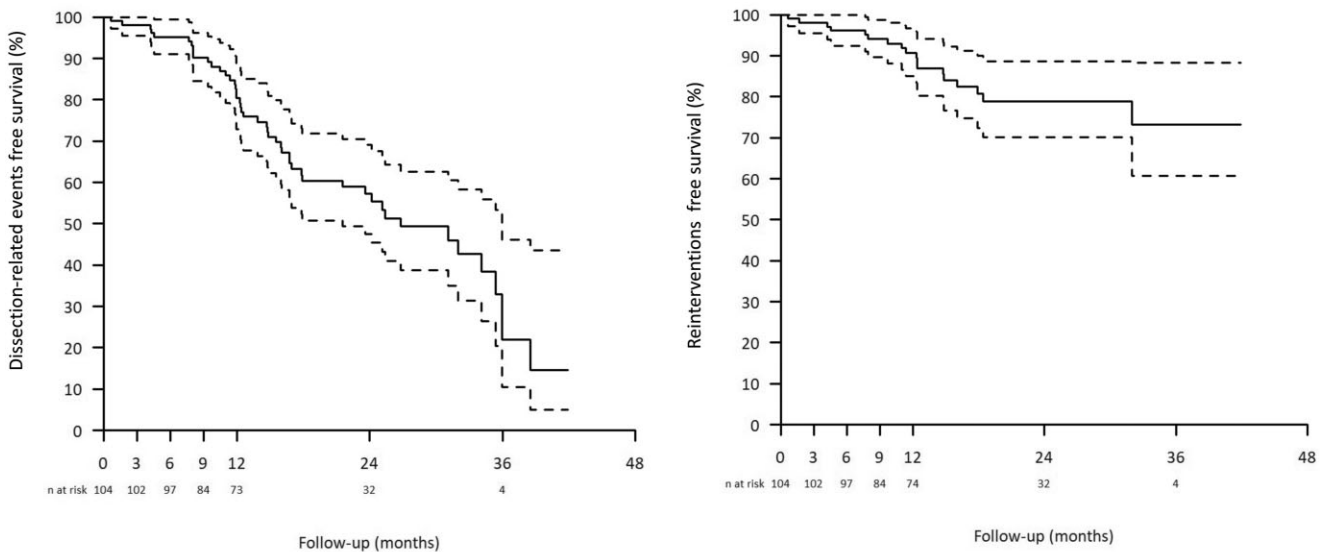 Dissection-related events free survival (%)
100
90
80
70
60
50
40
30
20
10
0
0 3 6 9 12 24 36 48
n at risk 104 102 97 84 73 32 4
Follow-up (months)
Reinterventions free survival (%)
100
90
80
70
60
50
40
30
20
10
0
0 3 6 9 12 24 36 48
n at risk 104 102 97 84 74 32 4
Follow-up (months)